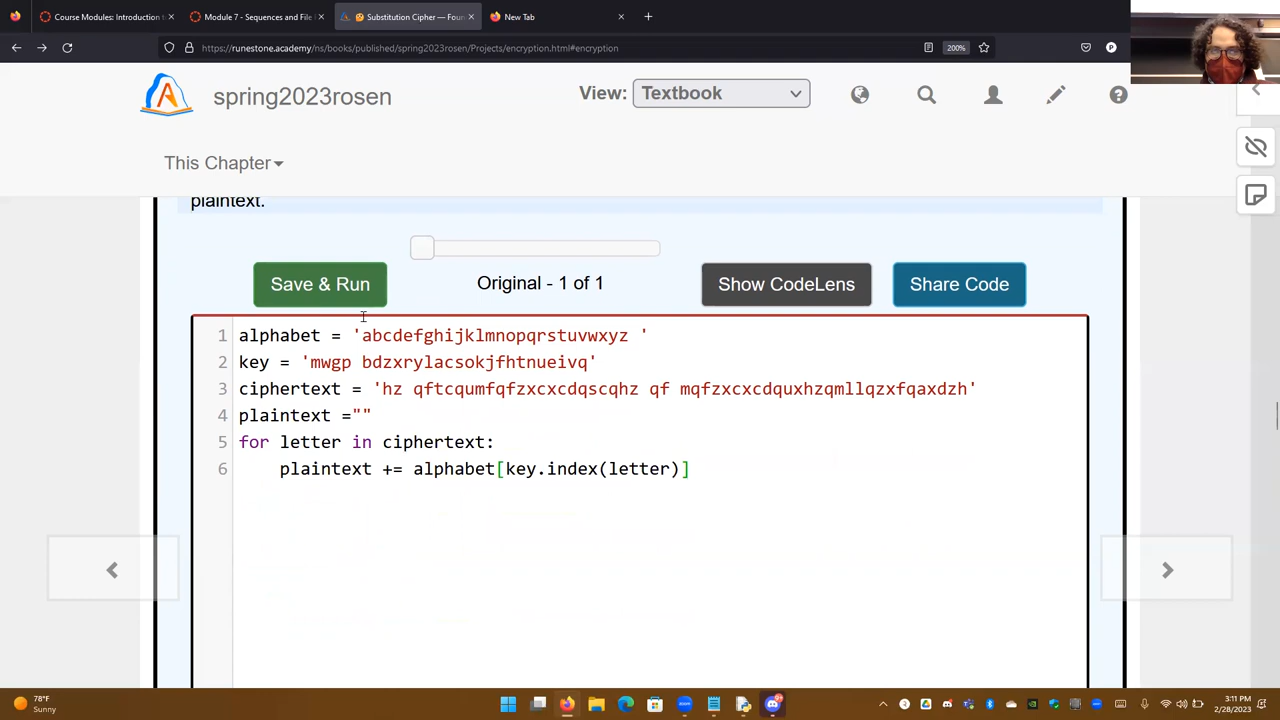 Course Modules: Introduction t
Module 7 - Sequences and File
Substitution Cipher — Foun
New Tab
https://runestone.academy/ns/books/published/spring2023rosen/Projects/encryption.html#encryption
200%
spring2023rosen
View: Textbook
This Chapter
plaintext.
Save & Run
Original - 1 of 1
Show CodeLens
Share Code
1 alphabet = 'abcdefghijklmnopqrstuvwxyz '
2 key = 'mwgp bdzxrylacsokjfhtnueivq'
3 ciphertext = 'hz qftcqumfqfzxcxcdqscqhz qf mqfzxcxcdquxhzqmllqzxfqaxdzh'
4 plaintext =""
5 for letter in ciphertext:
6 plaintext += alphabet[key.index(letter)]
78°F
Sunny
3:11 PM
2/28/2023